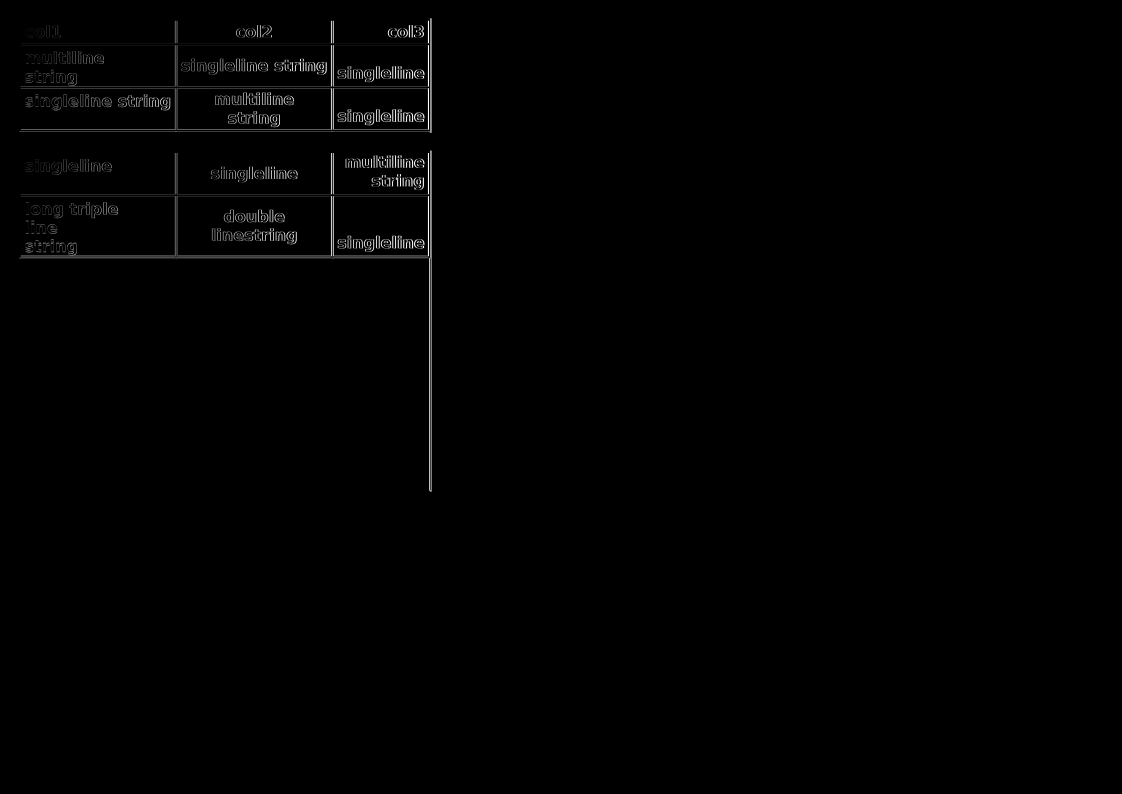 col1 col2 col3
multiline
string
singleline string
singleline
singleline string
multiline
string
singleline
singleline
singleline
multiline
string
long triple
line
string
double
linestring
singleline